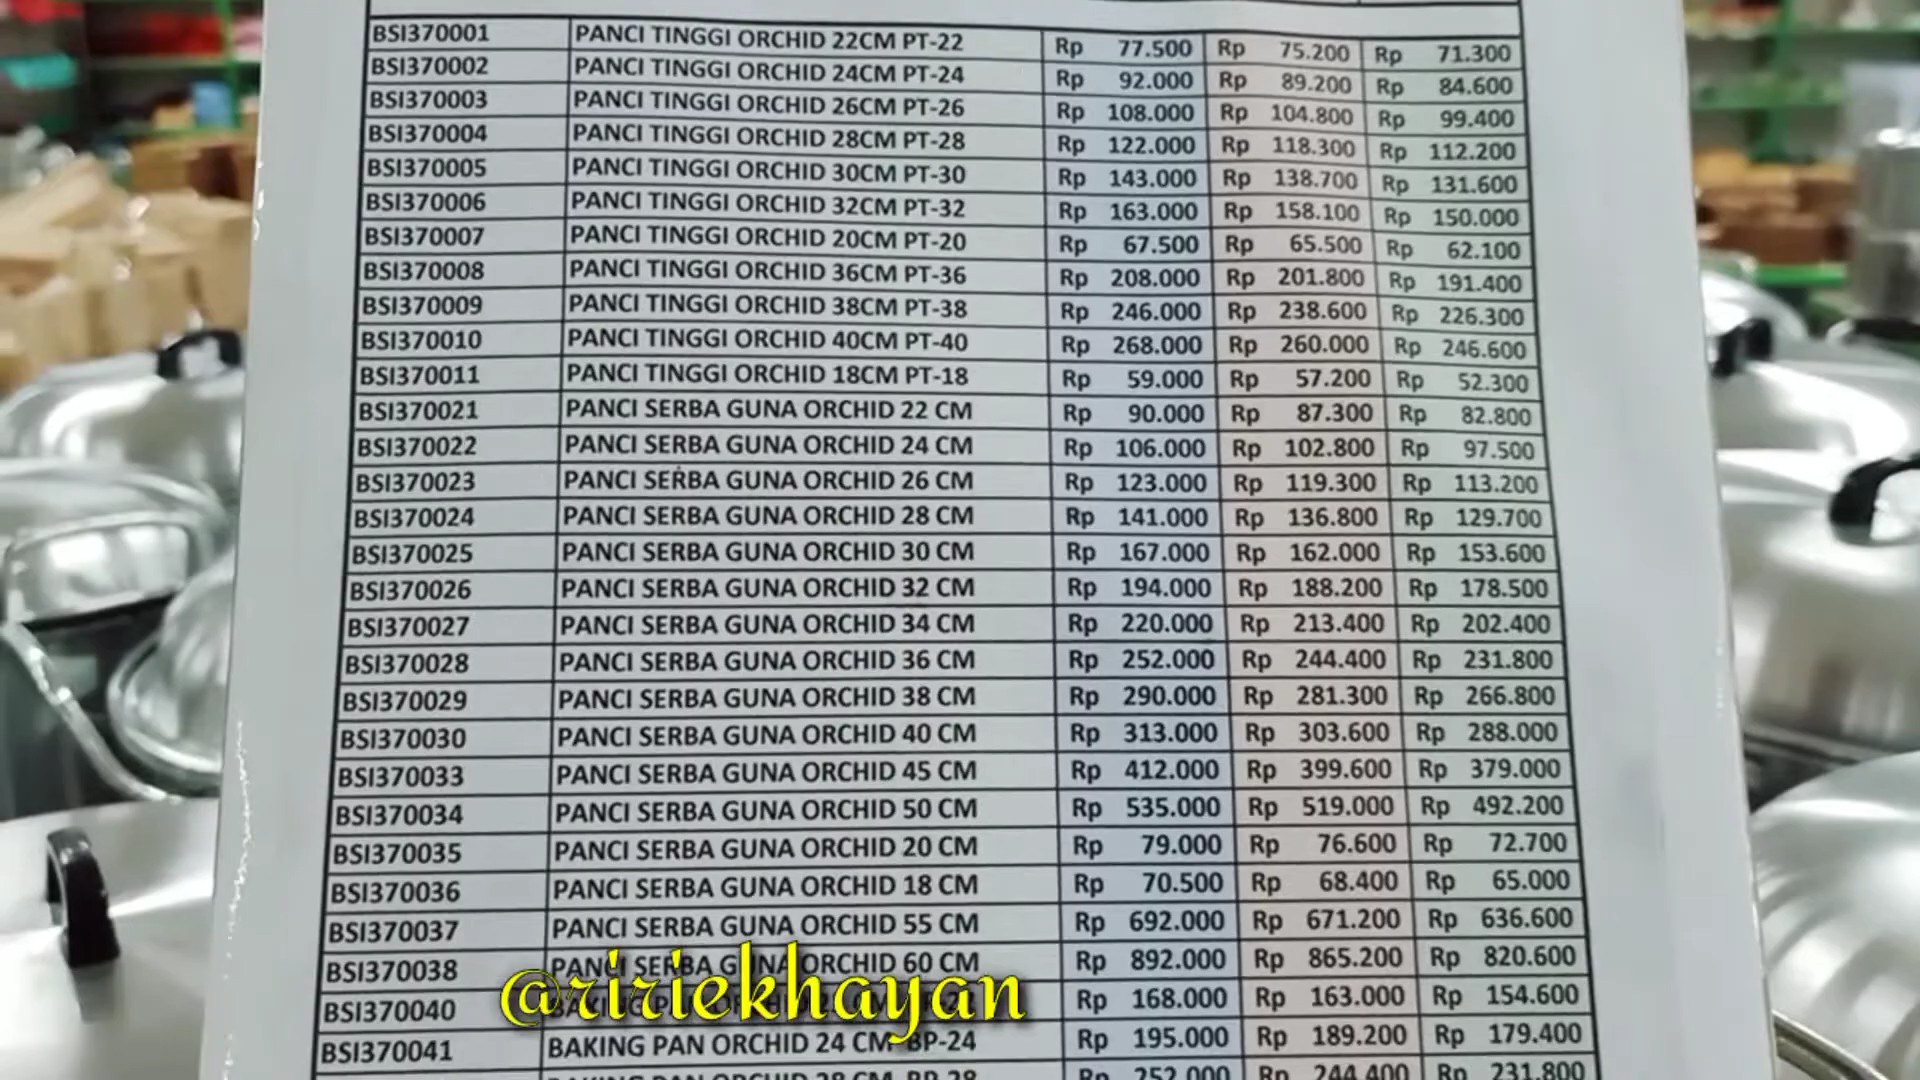 BSI370001 PANCI TINGGI ORCHID 22CM PT-22 Rp 77.500 Rp 75.200 Rp 71.300
BSI370002 PANCI TINGGI ORCHID 24CM PT-24 Rp 92.000 Rp 89.200 Rp 84.600
BSI370003 PANCI TINGGI ORCHID 26CM PT-26 Rp 108.000 Rp 104.800 Rp 99.400
BSI370004 PANCI TINGGI ORCHID 28CM PT-28 Rp 122.000 Rp 118.300 Rp 112.200
BSI370005 PANCI TINGGI ORCHID 30CM PT-30 Rp 143.000 Rp 138.700 Rp 131.600
BSI370006 PANCI TINGGI ORCHID 32CM PT-32 Rp 163.000 Rp 158.100 Rp 150.000
BSI370007 PANCI TINGGI ORCHID 20CM PT-20 Rp 67.500 Rp 65.500 Rp 62.100
BSI370008 PANCI TINGGI ORCHID 36CM PT-36 Rp 208.000 Rp 201.800 Rp 191.400
BSI370009 PANCI TINGGI ORCHID 38CM PT-38 Rp 246.000 Rp 238.600 Rp 226.300
BSI370010 PANCI TINGGI ORCHID 40CM PT-40 Rp 268.000 Rp 260.000 Rp 246.600
BSI370011 PANCI TINGGI ORCHID 18CM PT-18 Rp 59.000 Rp 57.200 Rp 52.300
BSI370021 PANCI SERBA GUNA ORCHID 22 CM Rp 90.000 Rp 87.300 Rp 82.800
BSI370022 PANCI SERBA GUNA ORCHID 24 CM Rp 106.000 Rp 102.800 Rp 97.500
BSI370023 PANCI SERBA GUNA ORCHID 26 CM Rp 123.000 Rp 119.300 Rp 113.200
BSI370024 PANCI SERBA GUNA ORCHID 28 CM Rp 141.000 Rp 136.800 Rp 129.700
BSI370025 PANCI SERBA GUNA ORCHID 30 CM Rp 167.000 Rp 162.000 Rp 153.600
BSI370026 PANCI SERBA GUNA ORCHID 32 CM Rp 194.000 Rp 188.200 Rp 178.500
BSI370027 PANCI SERBA GUNA ORCHID 34 CM Rp 220.000 Rp 213.400 Rp 202.400
BSI370028 PANCI SERBA GUNA ORCHID 36 CM Rp 252.000 Rp 244.400 Rp 231.800
BSI370029 PANCI SERBA GUNA ORCHID 38 CM Rp 290.000 Rp 281.300 Rp 266.800
BSI370030 PANCI SERBA GUNA ORCHID 40 CM Rp 313.000 Rp 303.600 Rp 288.000
BSI370033 PANCI SERBA GUNA ORCHID 45 CM Rp 412.000 Rp 399.600 Rp 379.000
BSI370034 PANCI SERBA GUNA ORCHID 50 CM Rp 535.000 Rp 519.000 Rp 492.200
BSI370035 PANCI SERBA GUNA ORCHID 20 CM Rp 79.000 Rp 76.600 Rp 72.700
BSI370036 PANCI SERBA GUNA ORCHID 18 CM Rp 70.500 Rp 68.400 Rp 65.000
BSI370037 PANCI SERBA GUNA ORCHID 55 CM Rp 692.000 Rp 671.200 Rp 636.600
BSI370038 PANCI SERBA GUNA ORCHID 60 CM Rp 892.000 Rp 865.200 Rp 820.600
@ririekhayan
BSI370040 Rp 168.000 Rp 163.000 Rp 154.600
BSI370041 BAKING PAN ORCHID 24 CM BP-24 Rp 195.000 Rp 189.200 Rp 179.400
BAKING PAN ORCHID 28 CM BP-28 Rp 252.000 Rp 244.400 Rp 231.800